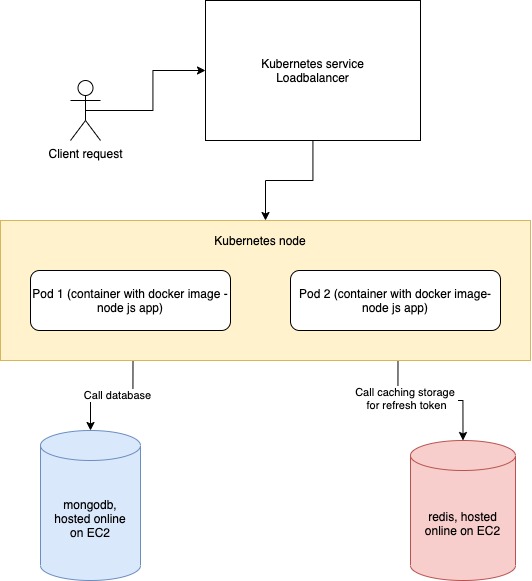 Kubernetes service
Loadbalancer
Client request
Kubernetes node
Pod 1 (container with docker image -
node js app)
Pod 2 (container with docker image-
node js app)
Call database
Call caching storage
for refresh token
mongodb,
hosted online
on EC2
redis, hosted
online on EC2